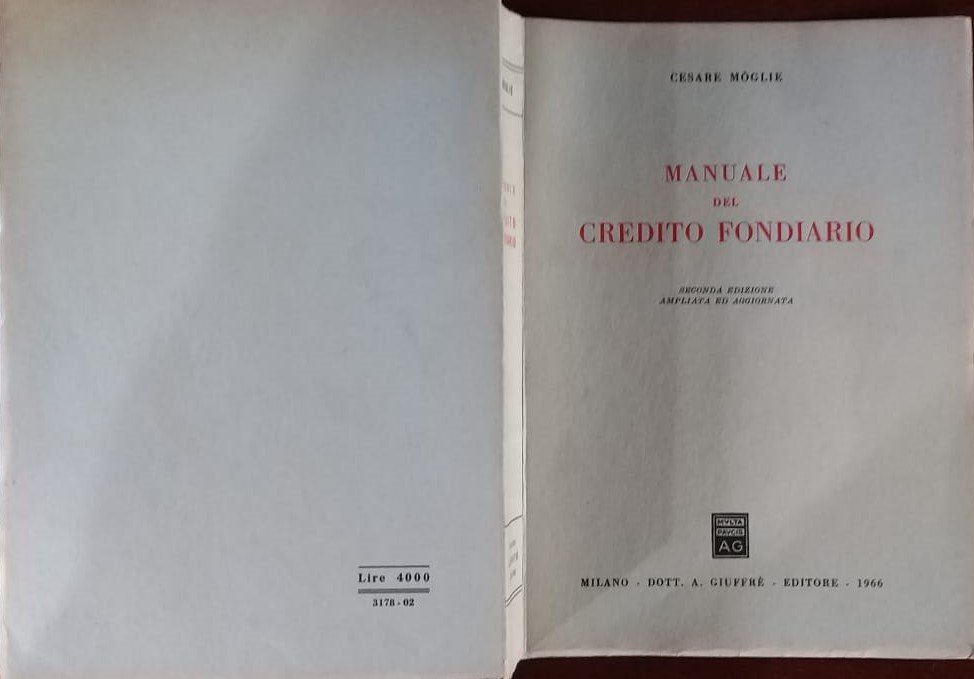 Lire 4000
3178 - 02
CESARE MÒGLIE
MANUALE
DEL
CREDITO FONDIARIO
SECONDA EDIZIONE
AMPLIATA ED AGGIORNATA
MVLTA
PAVCIS
AG
MILANO - DOTT. A. GIUFFRÈ - EDITORE - 1966